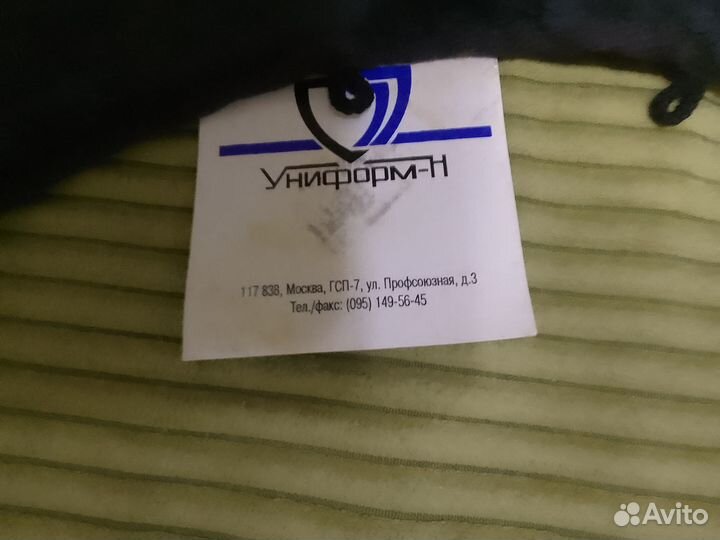 Униформ-Н
117 838, Москва, ГСП-7, ул. Профсоюзная, д.3
Тел./факс: (095) 149-56-45
Avito